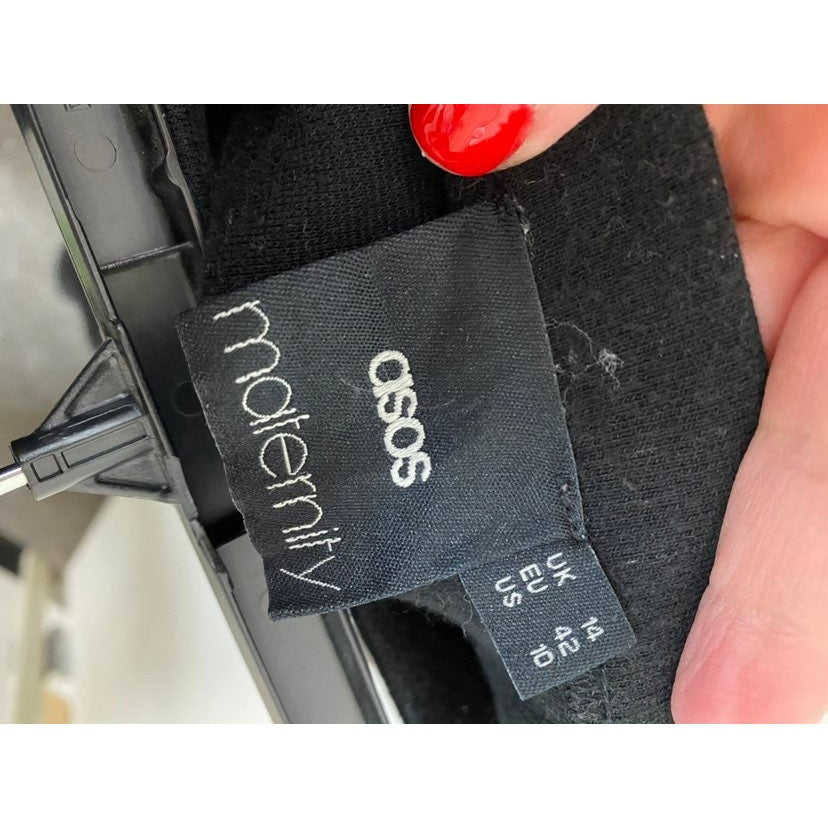 asos
maternity
UK 14
EU 42
US 10